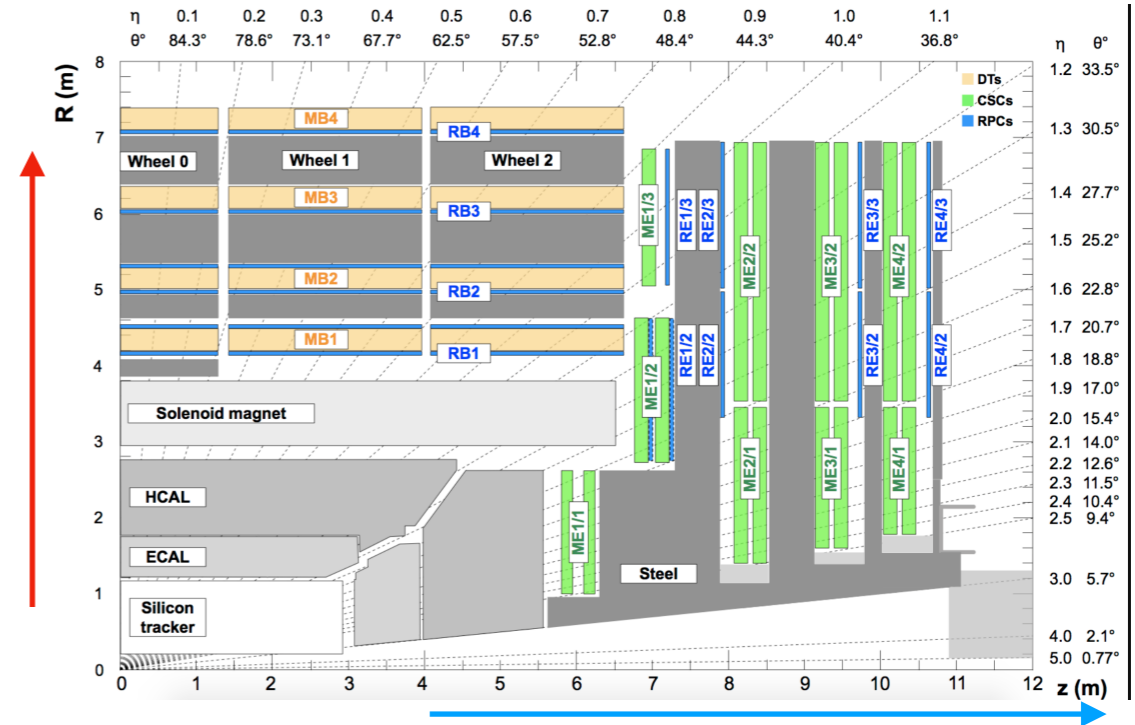 η 0.1 0.2 0.3 0.4 0.5 0.6 0.7 0.8 0.9 1.0 1.1
θ° 84.3° 78.6° 73.1° 67.7° 62.5° 57.5° 52.8° 48.4° 44.3° 40.4° 36.8°
η θ°
R (m)
8
7
6
5
4
3
2
1
0
1.2 33.5°
1.3 30.5°
1.4 27.7°
1.5 25.2°
1.6 22.8°
1.7 20.7°
1.8 18.8°
1.9 17.0°
2.0 15.4°
2.1 14.0°
2.2 12.6°
2.3 11.5°
2.4 10.4°
2.5 9.4°
3.0 5.7°
4.0 2.1°
5.0 0.77°
DTs
CSCs
RPCs
MB4
RB4
Wheel 0
Wheel 1
Wheel 2
MB3
RB3
MB2
RB2
MB1
RB1
ME1/3
RE1/3
RE2/3
ME2/2
ME3/2
RE3/3
ME4/2
RE4/3
ME1/2
RE1/2
RE2/2
RE3/2
RE4/2
Solenoid magnet
HCAL
ECAL
Silicon
tracker
ME1/1
ME2/1
ME3/1
ME4/1
Steel
0 1 2 3 4 5 6 7 8 9 10 11 12
z (m)